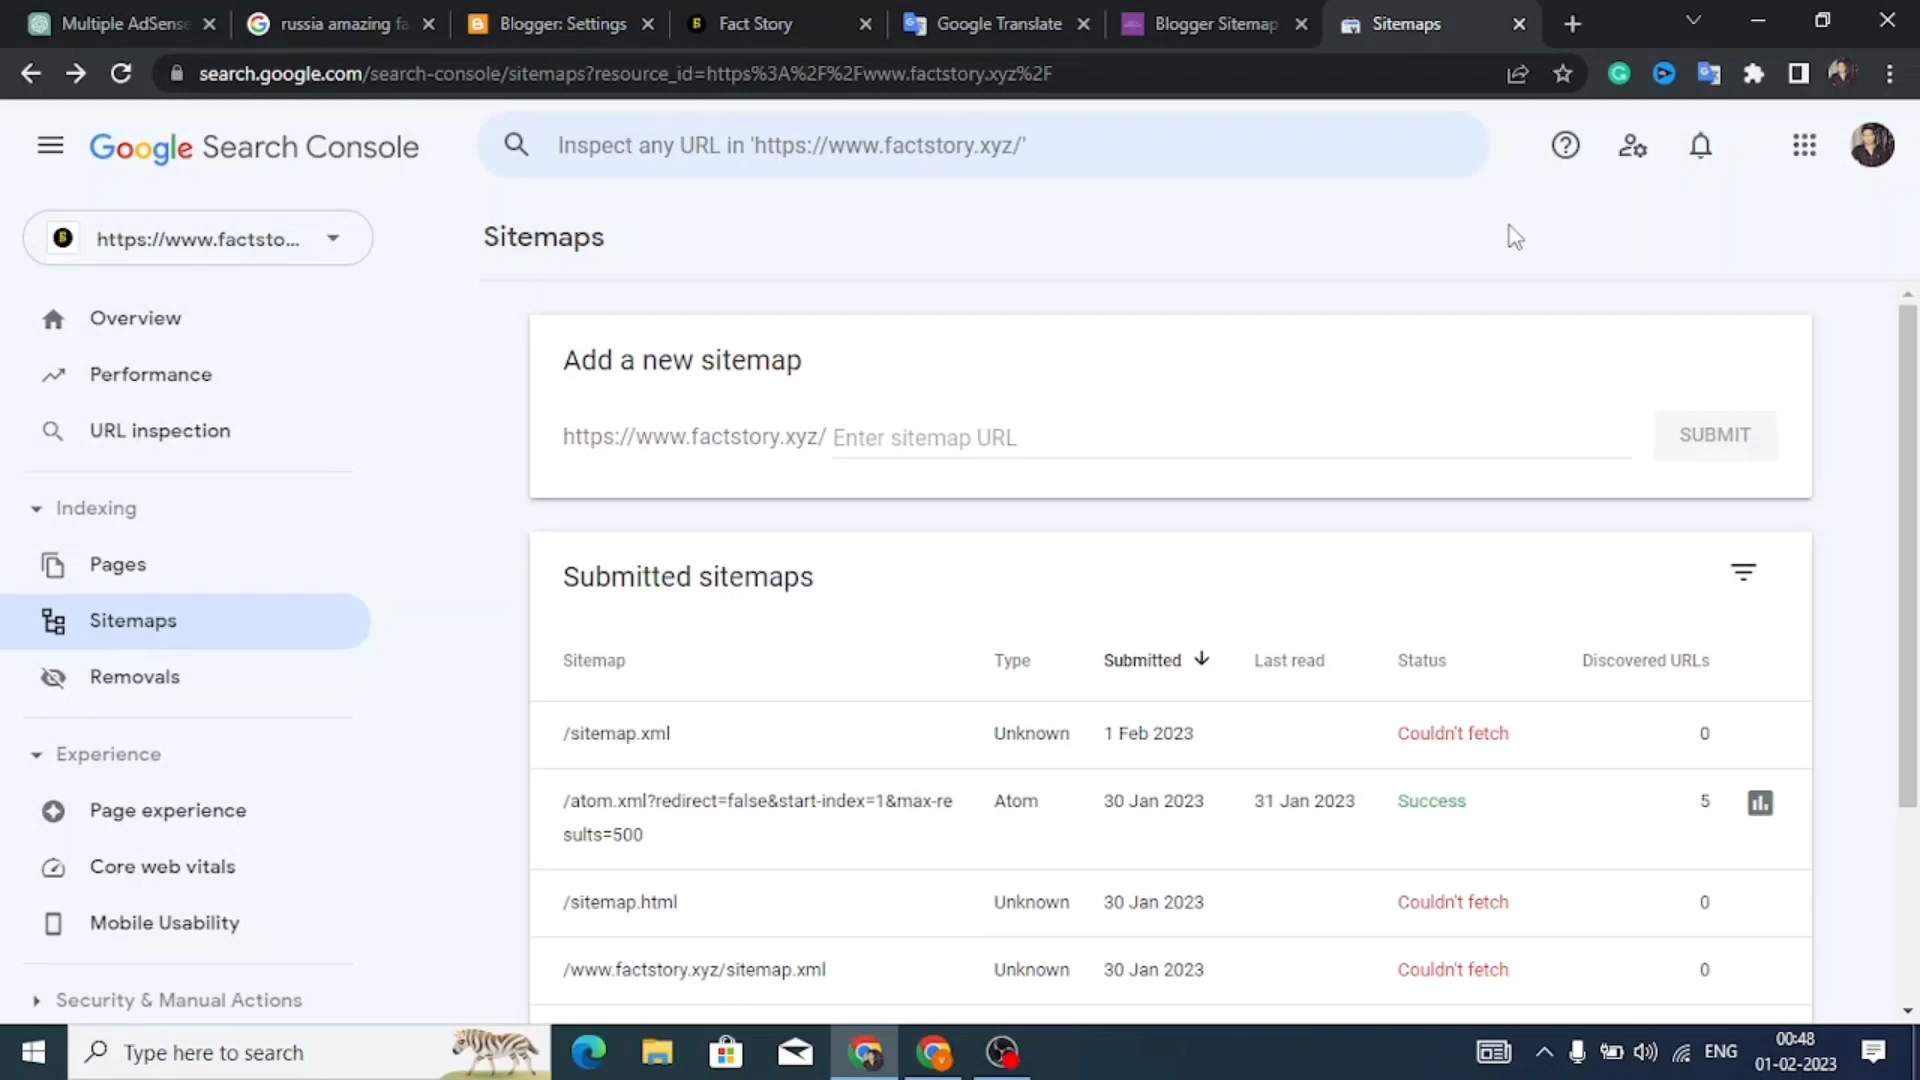 Multiple AdSense
russia amazing fa
Blogger: Settings
Fact Story
Google Translate
Blogger Sitemap
Sitemaps
search.google.com/search-console/sitemaps?resource_id=https%3A%2F%2Fwww.factstory.xyz%2F
Google Search Console
Inspect any URL in 'https://www.factstory.xyz/'
https://www.factsto...
Sitemaps
Overview
Performance
URL inspection
Indexing
Pages
Sitemaps
Removals
Experience
Page experience
Core web vitals
Mobile Usability
Security & Manual Actions
Add a new sitemap
https://www.factstory.xyz/ Enter sitemap URL
SUBMIT
Submitted sitemaps
Sitemap Type Submitted Last read Status Discovered URLs
/sitemap.xml Unknown 1 Feb 2023 Couldn't fetch 0
/atom.xml?redirect=false&start-index=1&max-re Atom 30 Jan 2023 31 Jan 2023 Success 5
sults=500
/sitemap.html Unknown 30 Jan 2023 Couldn't fetch 0
/www.factstory.xyz/sitemap.xml Unknown 30 Jan 2023 Couldn't fetch 0
Type here to search
ENG
00:48
01-02-2023